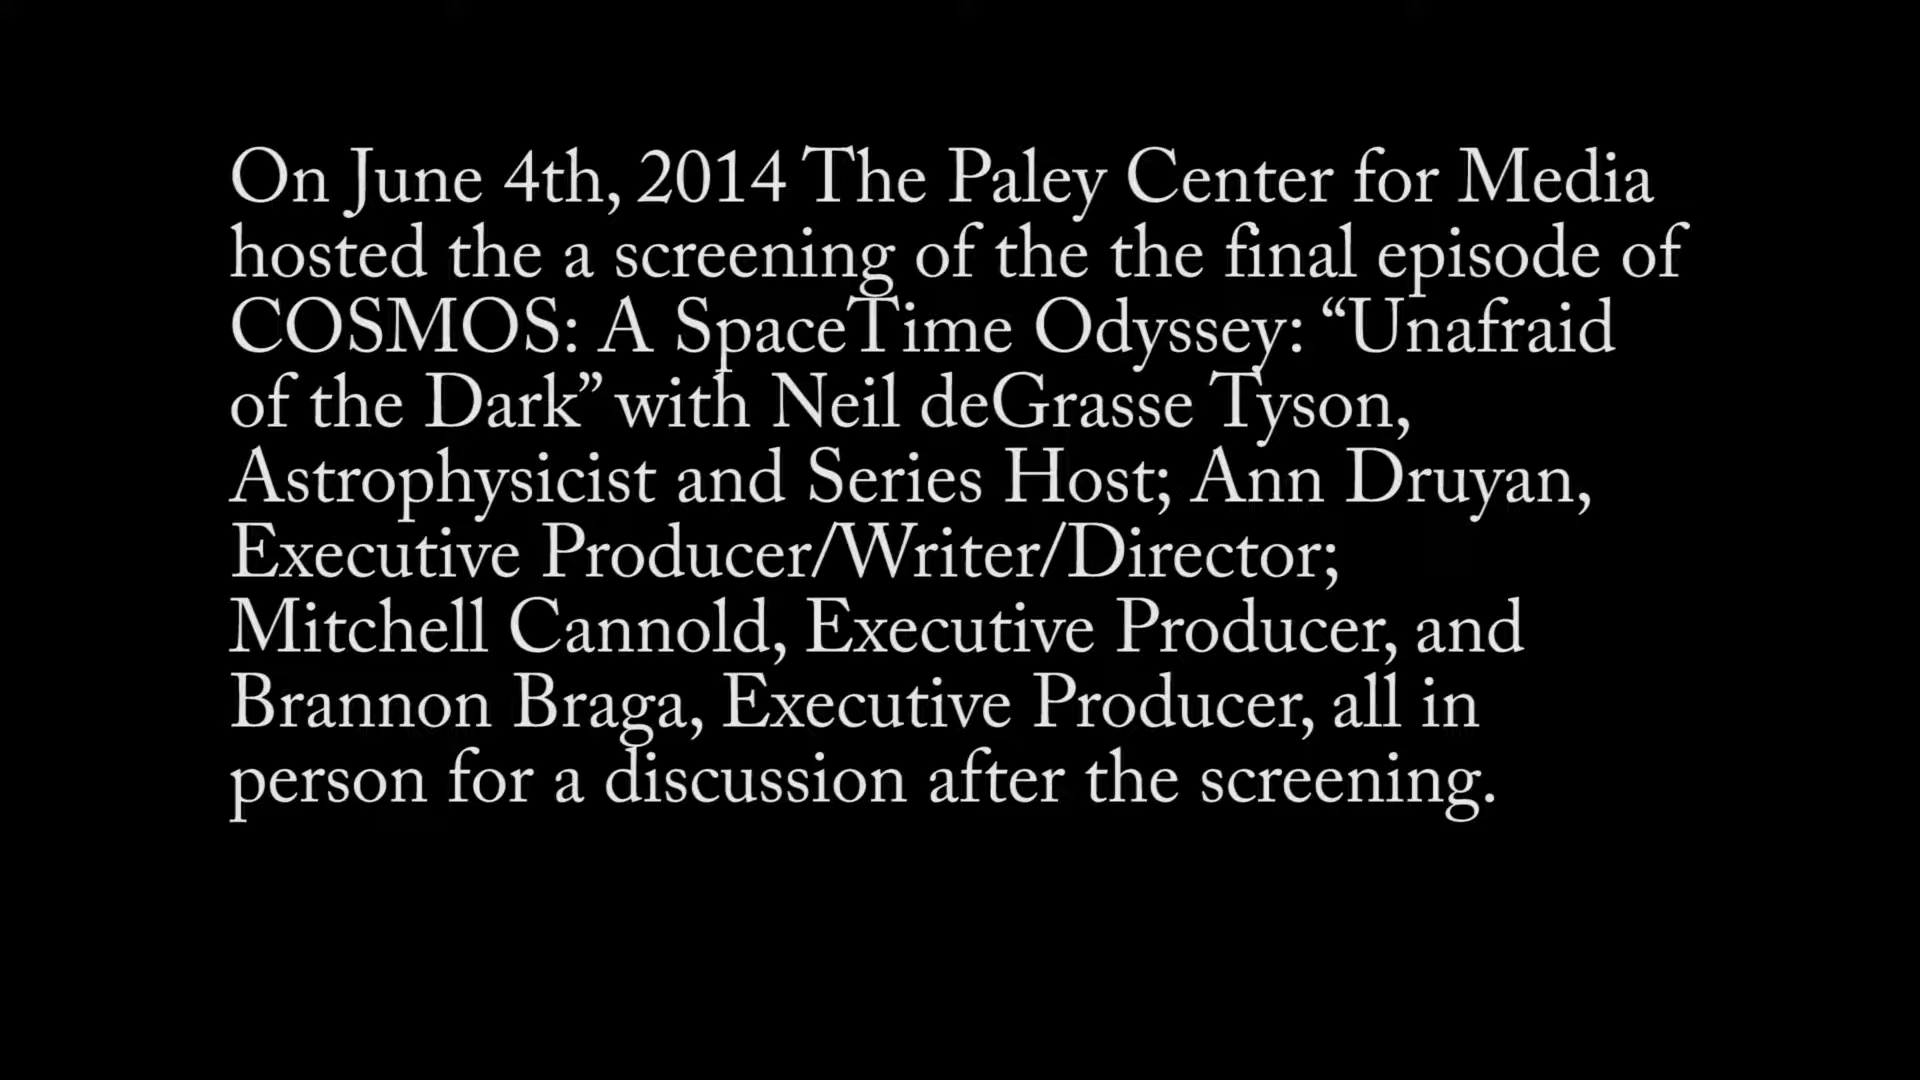 On June 4th, 2014 The Paley Center for Media
hosted the a screening of the the final episode of
COSMOS: A SpaceTime Odyssey: “Unafraid
of the Dark” with Neil deGrasse Tyson,
Astrophysicist and Series Host; Ann Druyan,
Executive Producer/Writer/Director;
Mitchell Cannold, Executive Producer, and
Brannon Braga, Executive Producer, all in
person for a discussion after the screening.